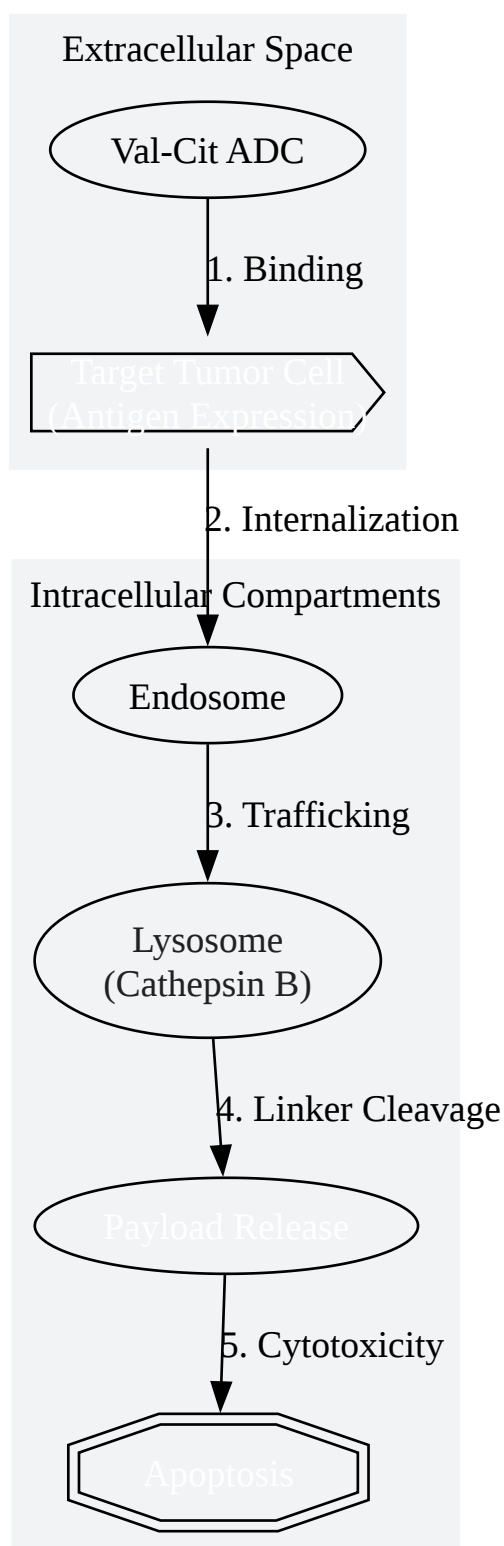 Extracellular Space
Val-Cit ADC
1. Binding
Target Tumor Cell
(Antigen Expression)
2. Internalization
Intracellular Compartments
Endosome
3. Trafficking
Lysosome
(Cathepsin B)
4. Linker Cleavage
Payload Release
5. Cytotoxicity
Apoptosis